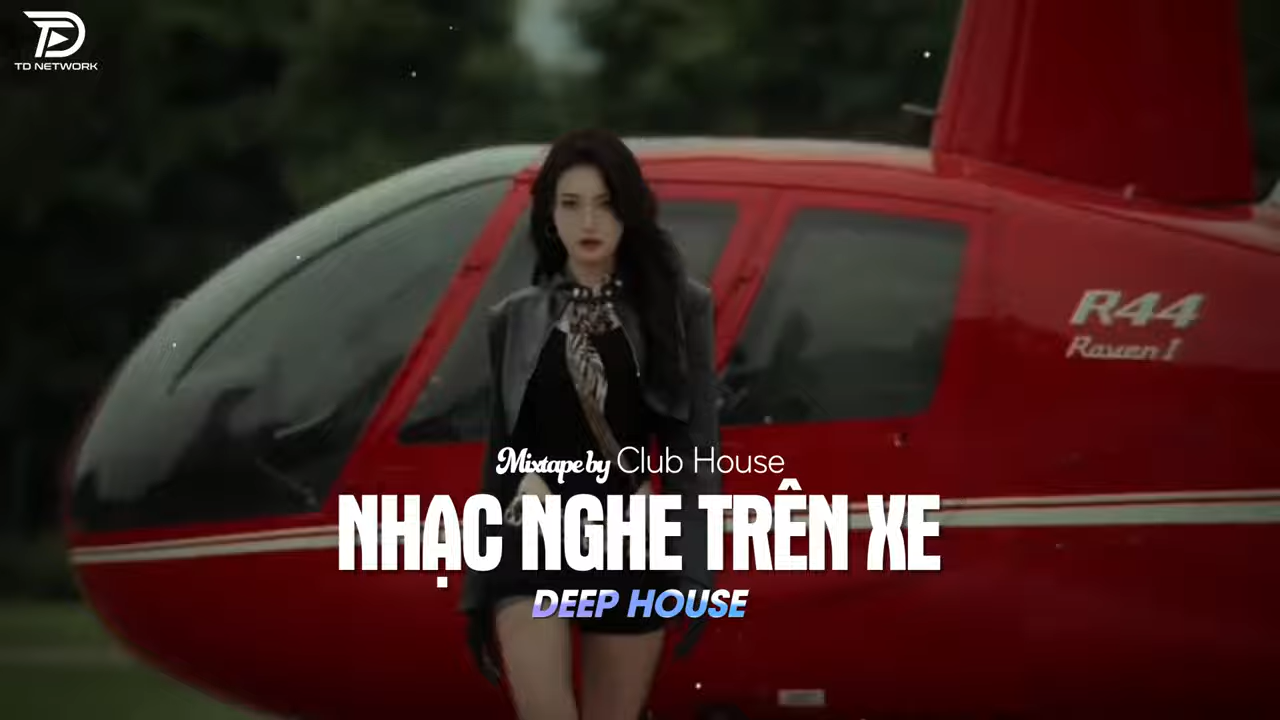 TD NETWORK
R44
Raven I
Mixtape by Club House
NHẠC NGHE TRÊN XE
DEEP HOUSE